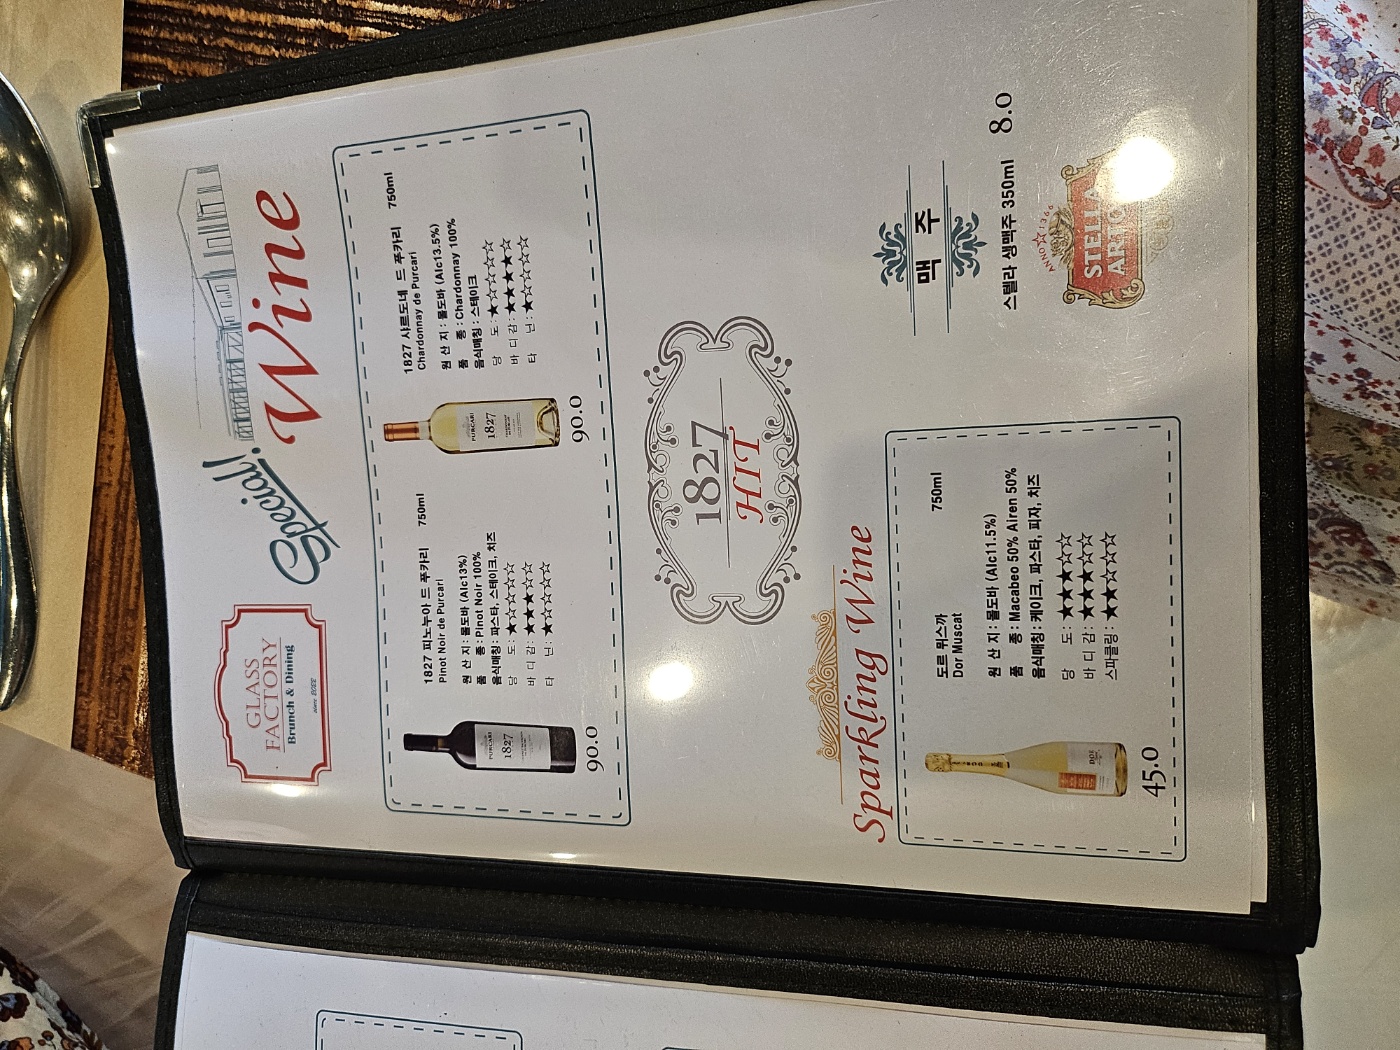 GLASS
FACTORY
Brunch & Dining
Special!
Wine
1827 피노누아 드 푸카리 750ml
Pinot Noir de Purcari
원 산 지 : 몰도바 (Alc13%)
품 종 : Pinot Noir 100%
음식매칭 : 파스타, 스테이크, 치즈
당 도 : ★☆☆☆☆
바 디 감 : ★★★☆☆
타 닌 : ★☆☆☆☆
PURCARI
1827
90.0
1827 샤르도네 드 푸카리 750ml
Chardonnay de Purcari
원 산 지 : 몰도바 (Alc13.5%)
품 종 : Chardonnay 100%
음식매칭 : 스테이크
당 도 : ★☆☆☆☆
바 디 감 : ★★★★☆
타 닌 : ★☆☆☆☆
PURCARI
1827
90.0
1827
HIT
Sparkling Wine
도르 뮈스까 750ml
Dor Muscat
원 산 지 : 몰도바 (Alc11.5%)
품 종 : Macabeo 50% Airen 50%
음식매칭 : 케이크, 파스타, 피자, 치즈
당 도 : ★★★☆☆
바 디 감 : ★★★☆☆
스파클링 : ★★☆☆☆
45.0
맥 주
스텔라 생맥주 350ml 8.0
ANNO 1366
STELLA
ARTOIS